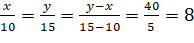 x/10 = y/15 = y−x/15−10 = 40/5 = 8